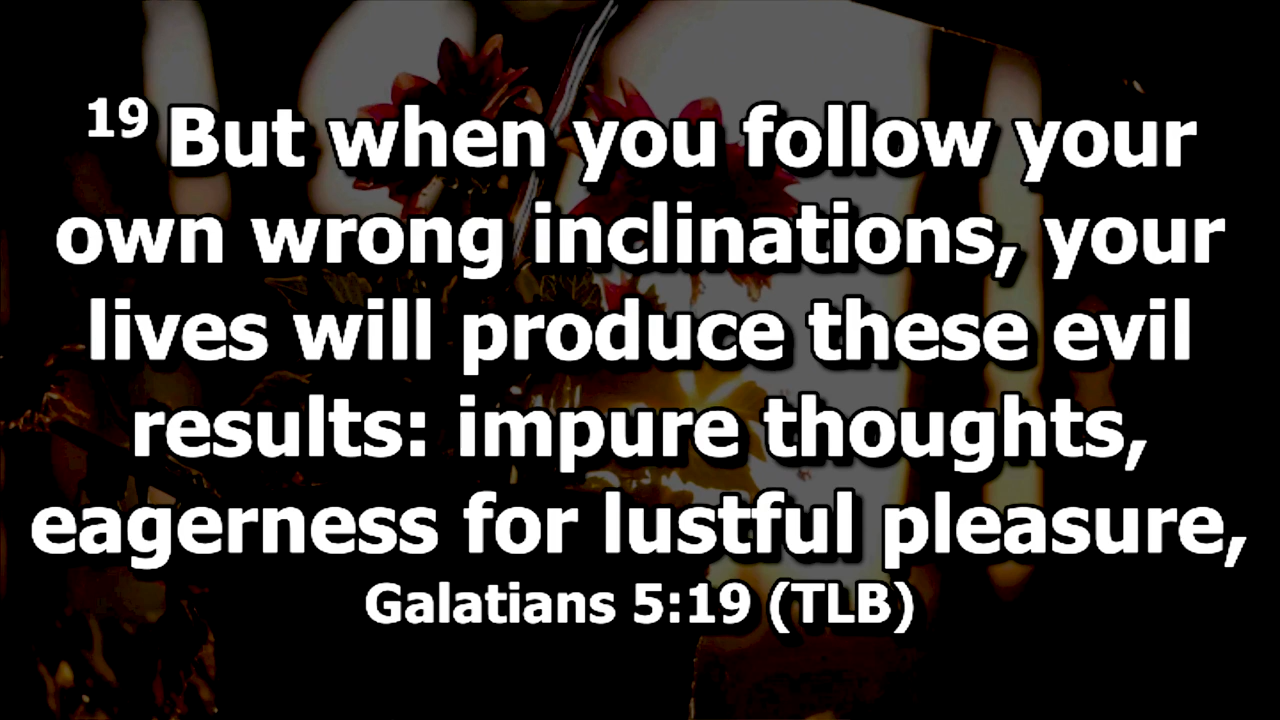 19 But when you follow your
own wrong inclinations, your
lives will produce these evil
results: impure thoughts,
eagerness for lustful pleasure,
Galatians 5:19 (TLB)